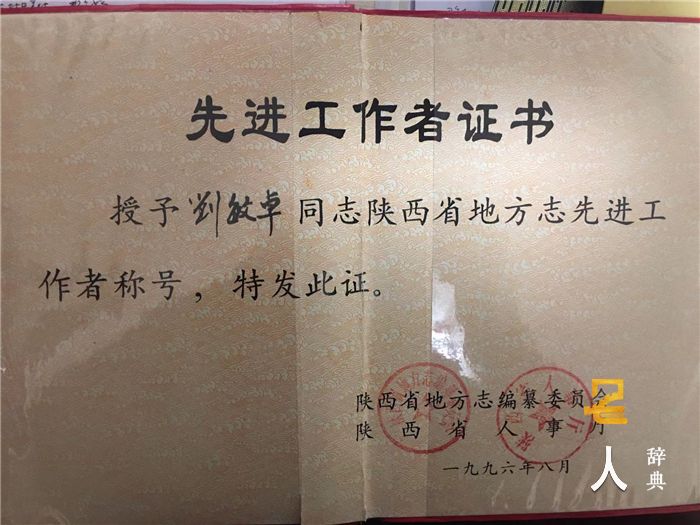 先进工作者证书
授予刘敏卓同志陕西省地方志先进工
作者称号，特发此证。
陕西省地方志编纂委员会
陕西省人事厅
一九九六年八月
人
辞典